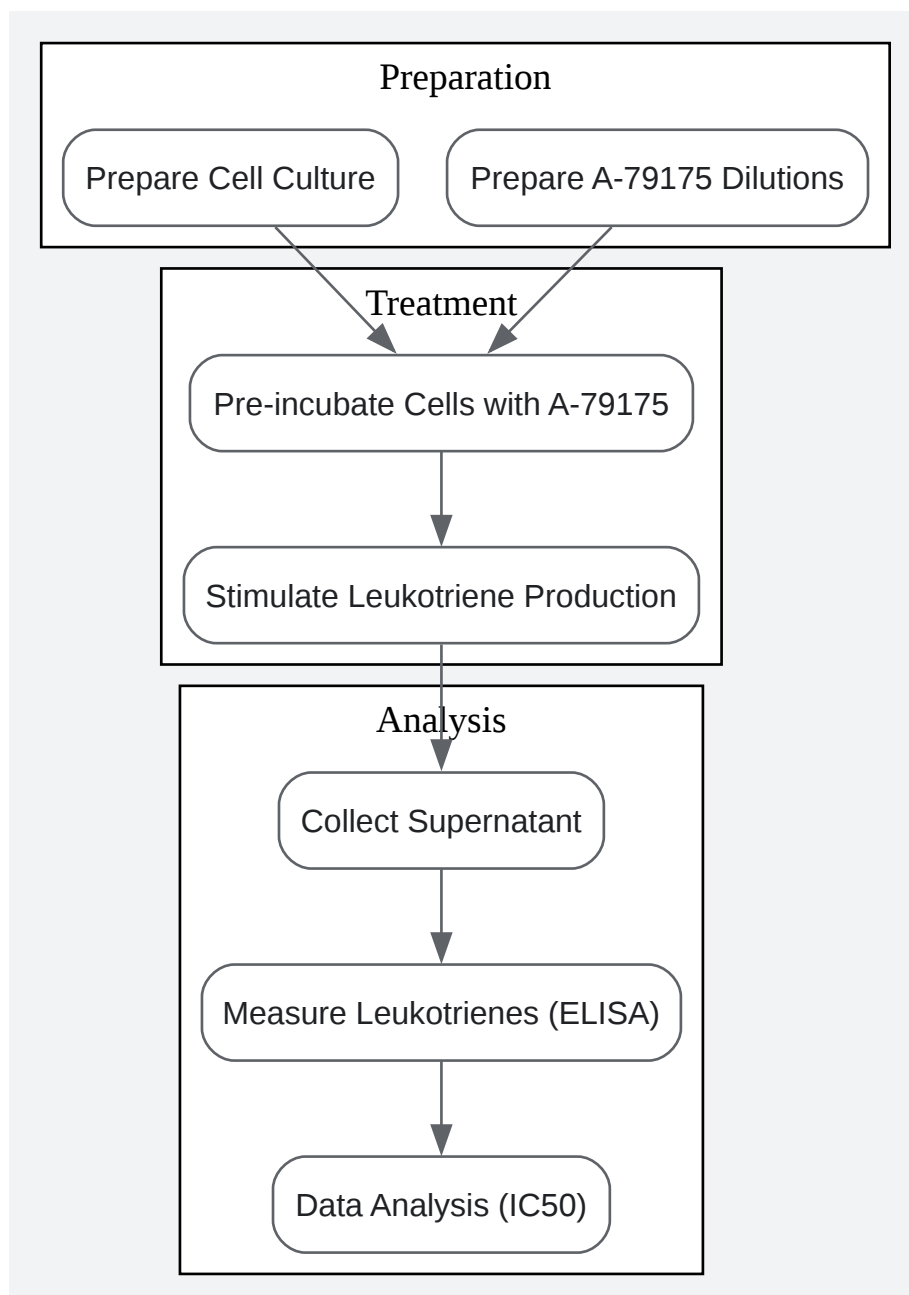 Preparation
Prepare Cell Culture
Prepare A-79175 Dilutions
Treatment
Pre-incubate Cells with A-79175
Stimulate Leukotriene Production
Analysis
Collect Supernatant
Measure Leukotrienes (ELISA)
Data Analysis (IC50)